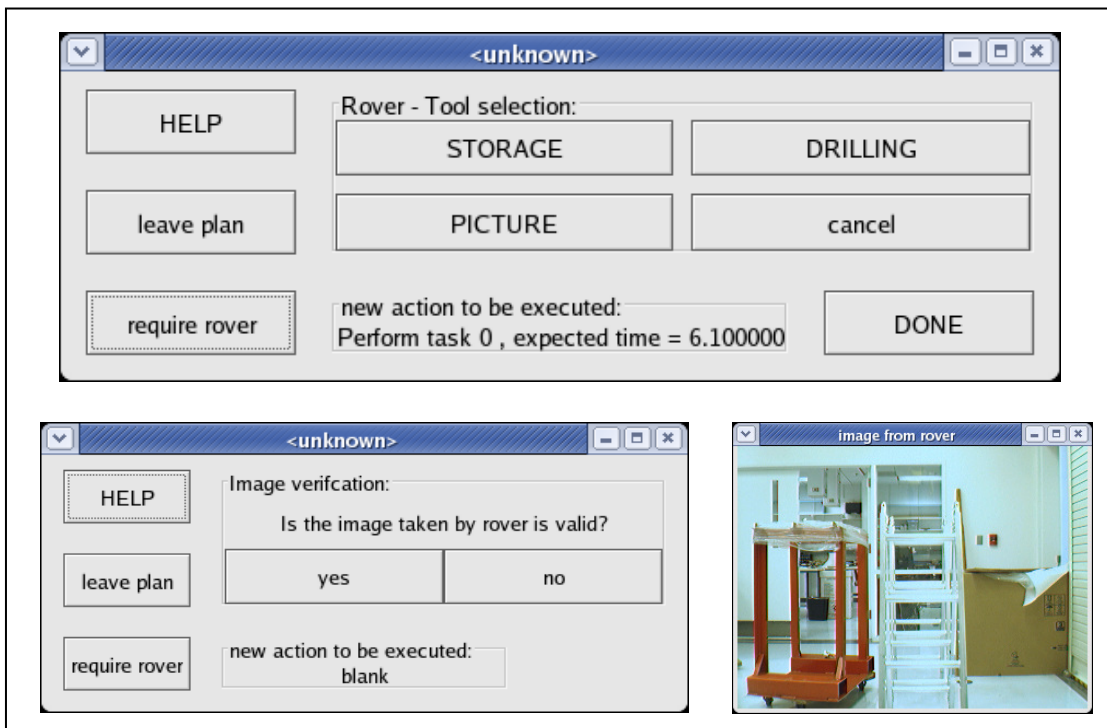 <unknown>
HELP
Rover - Tool selection:
STORAGE
DRILLING
leave plan
PICTURE
cancel
require rover
new action to be executed:
Perform task 0 , expected time = 6.100000
DONE
<unknown>
HELP
Image verifcation:
Is the image taken by rover is valid?
leave plan
yes
no
require rover
new action to be executed:
blank
image from rover